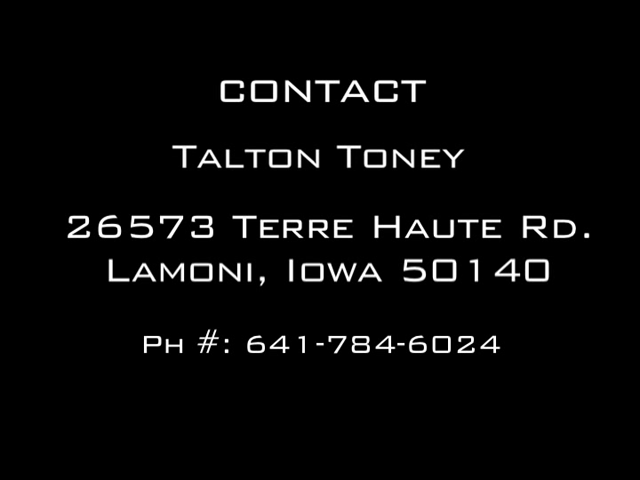 CONTACT
TALTON TONEY
26573 TERRE HAUTE RD.
LAMONI, IOWA 50140
PH #: 641-784-6024